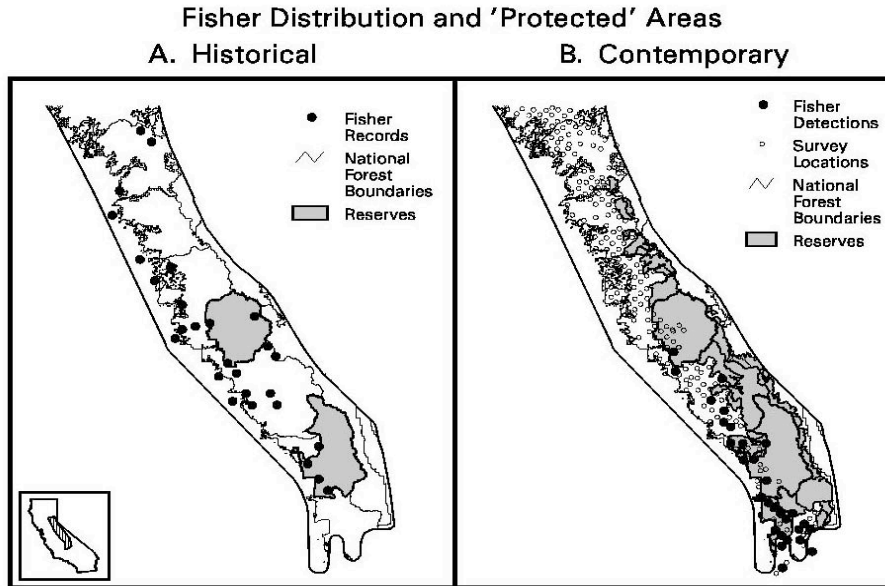 Fisher Distribution and 'Protected' Areas
A. Historical
B. Contemporary
Fisher
Records
National
Forest
Boundaries
Reserves
Fisher
Detections
Survey
Locations
National
Forest
Boundaries
Reserves